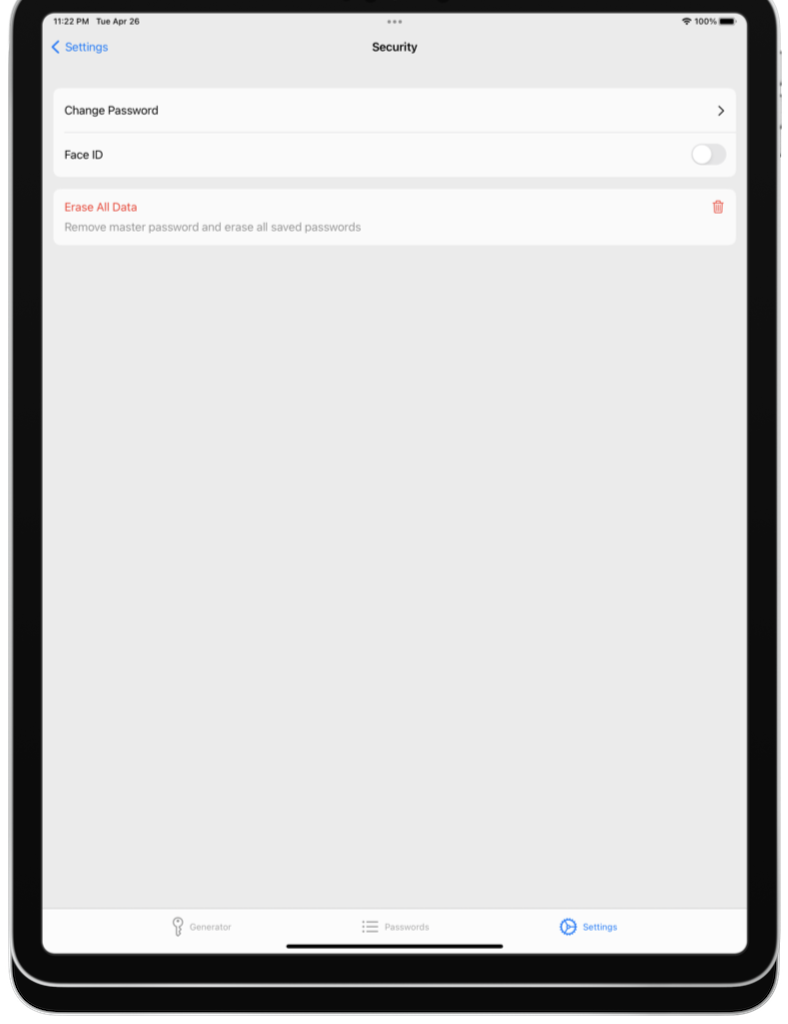 11:22 PM Tue Apr 26
100%
Settings
Security
Change Password
Face ID
Erase All Data
Remove master password and erase all saved passwords
Generator
Passwords
Settings